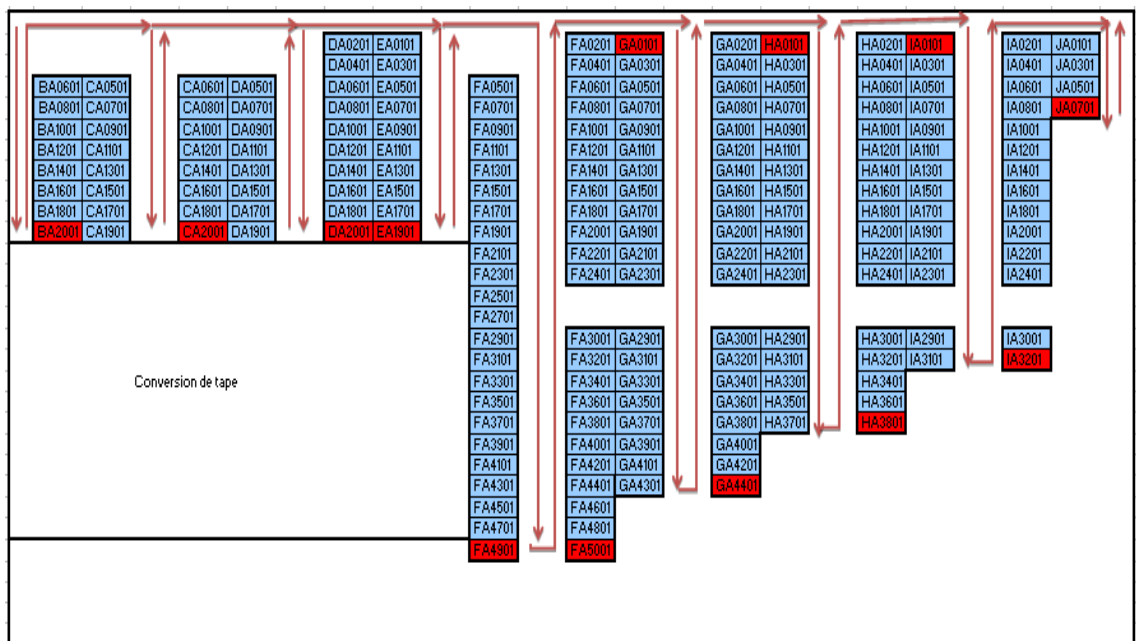 DA0201 EA0101 FA0201 GA0101 GA0201 HA0101 HA0201 IA0101 IA0201 JA0101
DA0401 EA0301 FA0401 GA0301 GA0401 HA0301 HA0401 IA0301 IA0401 JA0301
BA0601 CA0501 CA0601 DA0501 DA0601 EA0501 FA0501 FA0601 GA0501 GA0601 HA0501 HA0601 IA0501 IA0601 JA0501
BA0801 CA0701 CA0801 DA0701 DA0801 EA0701 FA0701 FA0801 GA0701 GA0801 HA0701 HA0801 IA0701 IA0801 JA0701
BA1001 CA0901 CA1001 DA0901 DA1001 EA0901 FA0901 FA1001 GA0901 GA1001 HA0901 HA1001 IA0901 IA1001
BA1201 CA1101 CA1201 DA1101 DA1201 EA1101 FA1101 FA1201 GA1101 GA1201 HA1101 HA1201 IA1101 IA1201
BA1401 CA1301 CA1401 DA1301 DA1401 EA1301 FA1301 FA1401 GA1301 GA1401 HA1301 HA1401 IA1301 IA1401
BA1601 CA1501 CA1601 DA1501 DA1601 EA1501 FA1501 FA1601 GA1501 GA1601 HA1501 HA1601 IA1501 IA1601
BA1801 CA1701 CA1801 DA1701 DA1801 EA1701 FA1701 FA1801 GA1701 GA1801 HA1701 HA1801 IA1701 IA1801
BA2001 CA1901 CA2001 DA1901 DA2001 EA1901 FA1901 FA2001 GA1901 GA2001 HA1901 HA2001 IA1901 IA2001
FA2101 FA2201 GA2101 GA2201 HA2101 HA2201 IA2101 IA2201
FA2301 FA2401 GA2301 GA2401 HA2301 HA2401 IA2301 IA2401
FA2501
FA2701
FA2901 FA3001 GA2901 GA3001 HA2901 HA3001 IA2901 IA3001
FA3101 FA3201 GA3101 GA3201 HA3101 HA3201 IA3101 IA3201
Conversion de tape FA3301 FA3401 GA3301 GA3401 HA3301 HA3401
FA3501 FA3601 GA3501 GA3601 HA3501 HA3601
FA3701 FA3801 GA3701 GA3801 HA3701 HA3801
FA3901 FA4001 GA3901 GA4001
FA4101 FA4201 GA4101 GA4201
FA4301 FA4401 GA4301 GA4401
FA4501 FA4601
FA4701 FA4801
FA4901 FA5001